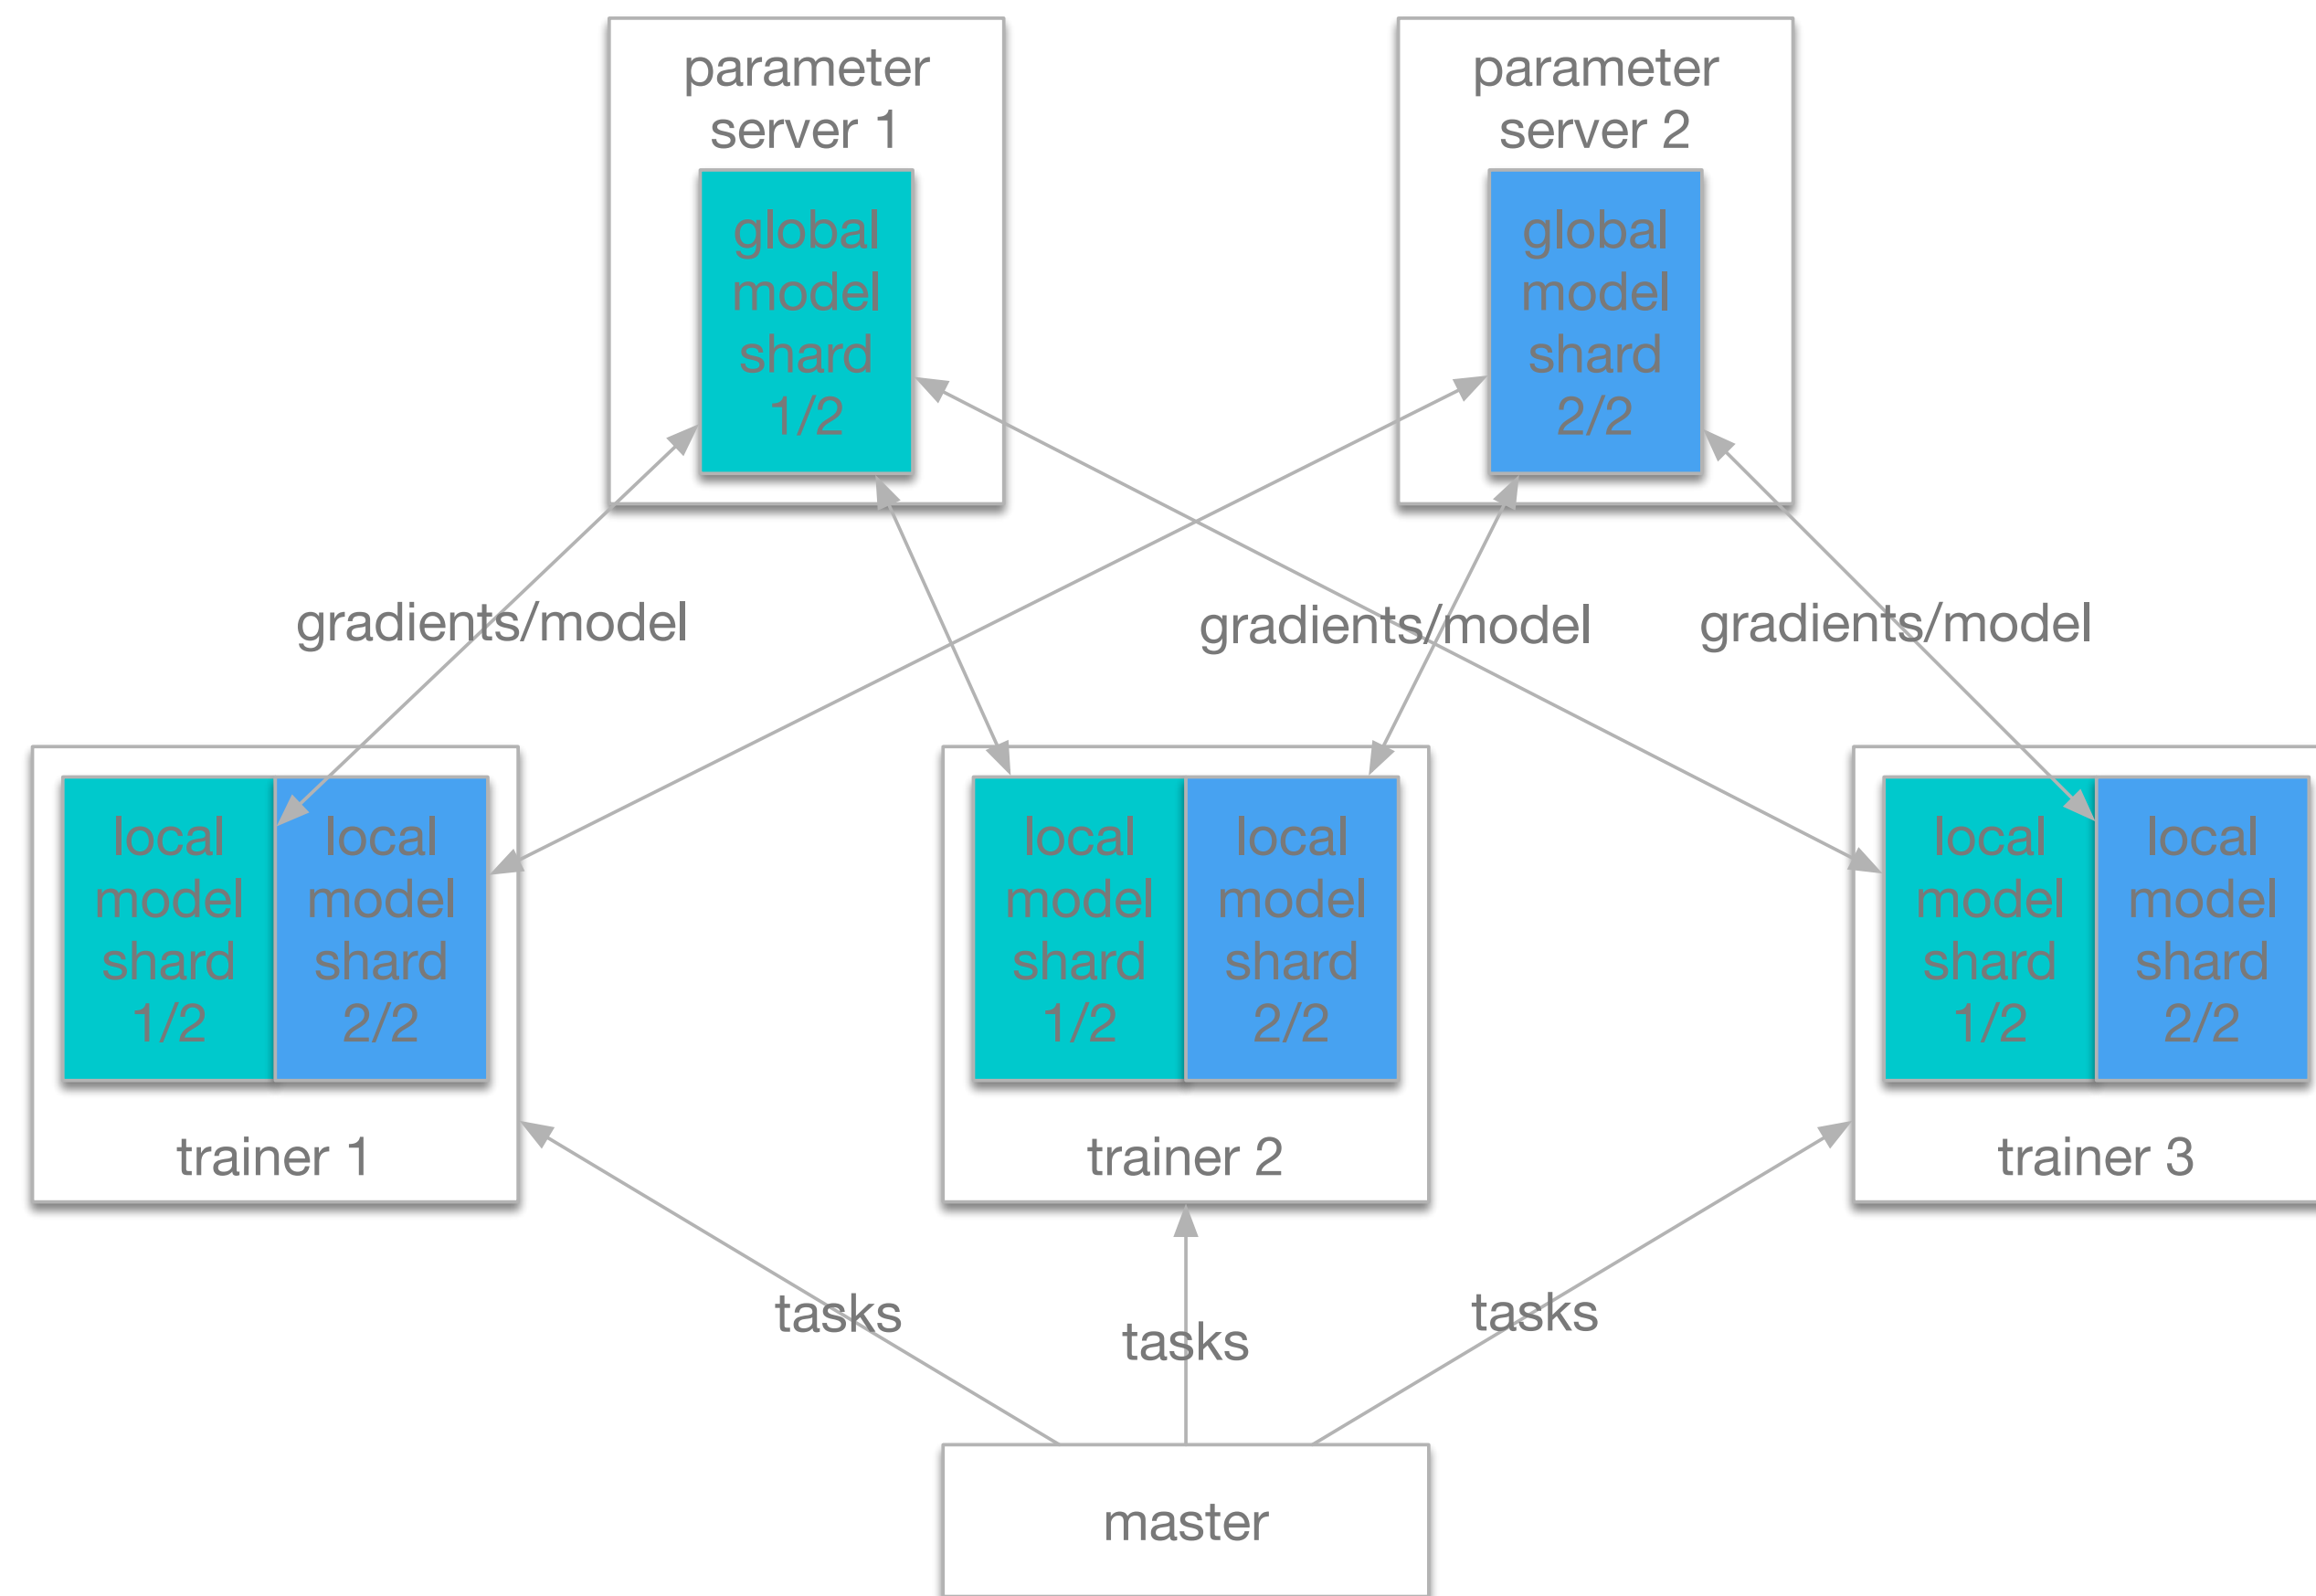 parameter
server 1
global
model
shard
1/2
parameter
server 2
global
model
shard
2/2
gradients/model
gradients/model
gradients/model
local
model
shard
1/2
local
model
shard
2/2
trainer 1
local
model
shard
1/2
local
model
shard
2/2
trainer 2
local
model
shard
1/2
local
model
shard
2/2
trainer 3
tasks
tasks
tasks
master